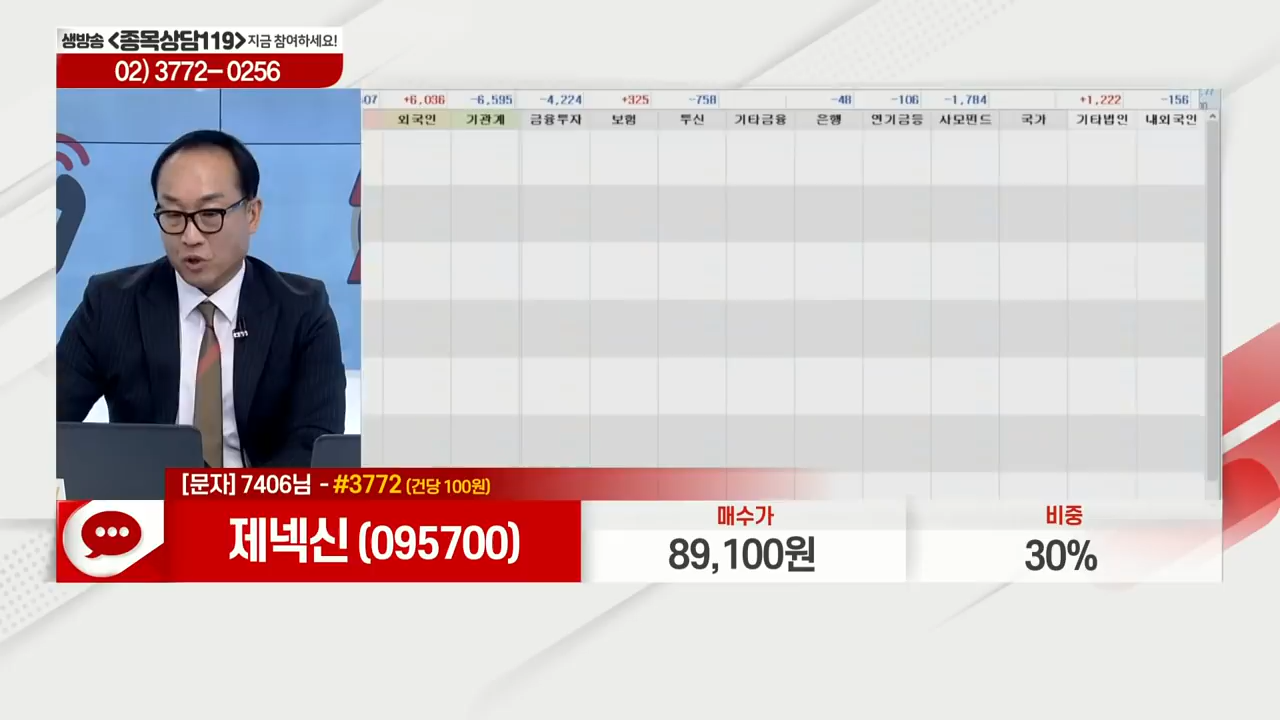 생방송 <종목상담119> 지금 참여하세요!
02) 3772-0256
+6,036 -6,595 -4,224 +325 -758 -48 -106 -1,784 +1,222 -156
외국인 기관계 금융투자 보험 투신 기타금융 은행 연기금등 사모펀드 국가 기타법인 내외국인
[문자] 7406님 - #3772 (건당 100원)
제넥신 (095700)
매수가
89,100원
비중
30%